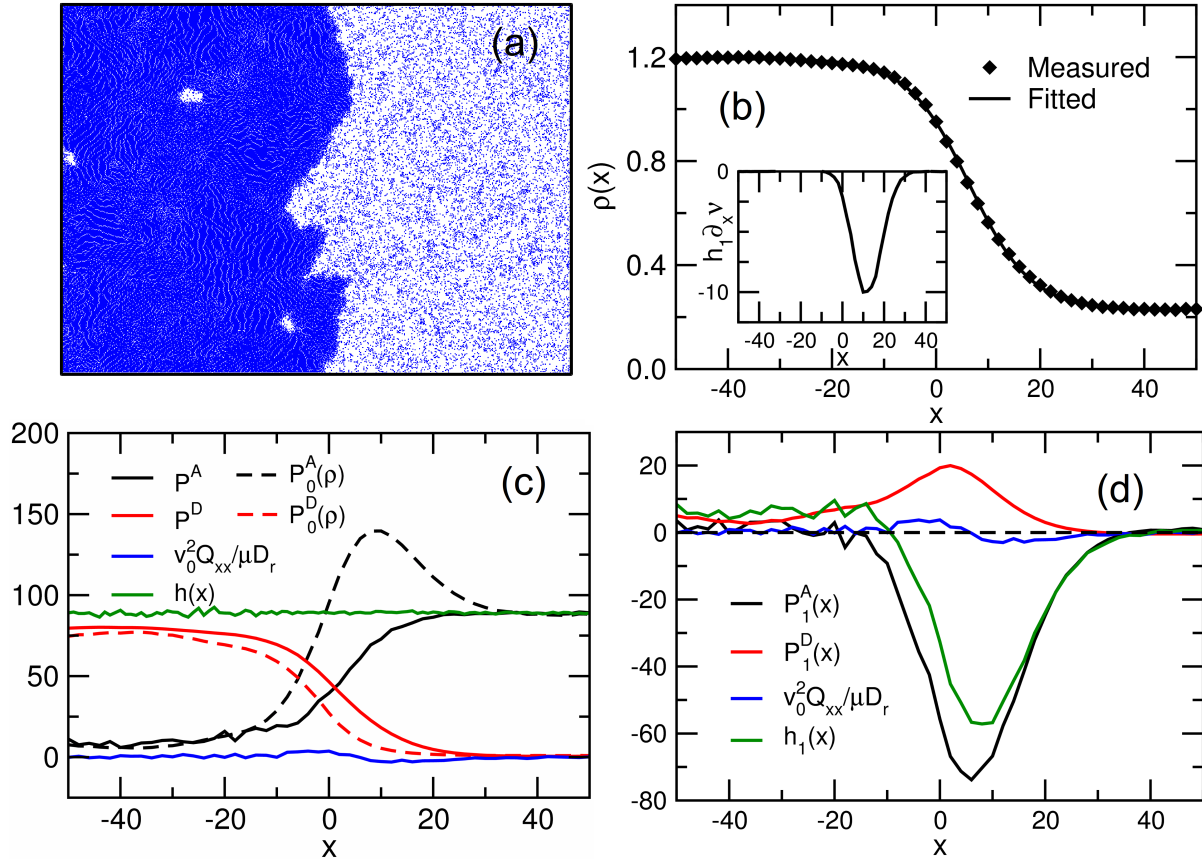 (a)
(b)
1.2
0.8
0.4
0.0
ρ(x)
-40 -20 0 20 40
x
Measured
Fitted
0
-10
h₁∂ₓν
-40 -20 0 20 40
x
(c)
200
150
100
50
0
-40 -20 0 20 40
x
Pᴬ
Pᴰ
v₀²Qₓₓ/μDᵣ
h(x)
P₀ᴬ(ρ)
P₀ᴰ(ρ)
(d)
20
0
-20
-40
-60
-80
-40 -20 0 20 40
x
P₁ᴬ(x)
P₁ᴰ(x)
v₀²Qₓₓ/μDᵣ
h₁(x)